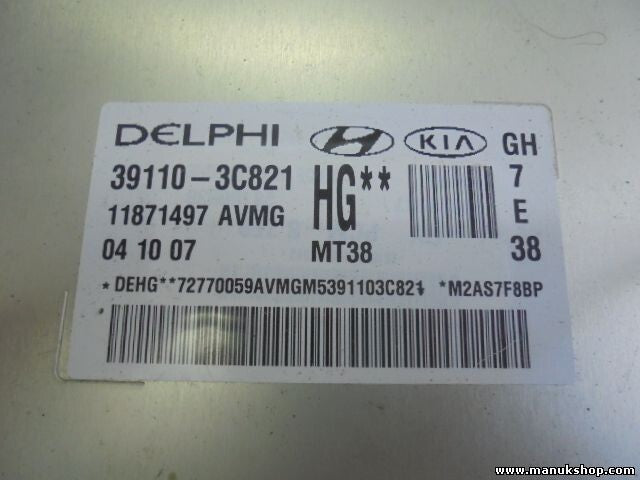 DELPHI KIA GH
39110-3C821 HG** 7
11871497 AVMG E
04 10 07 MT38 38
*DEHG**72770059AVMGM5391103C821 *M2AS7F8BP
www.manukshop.com